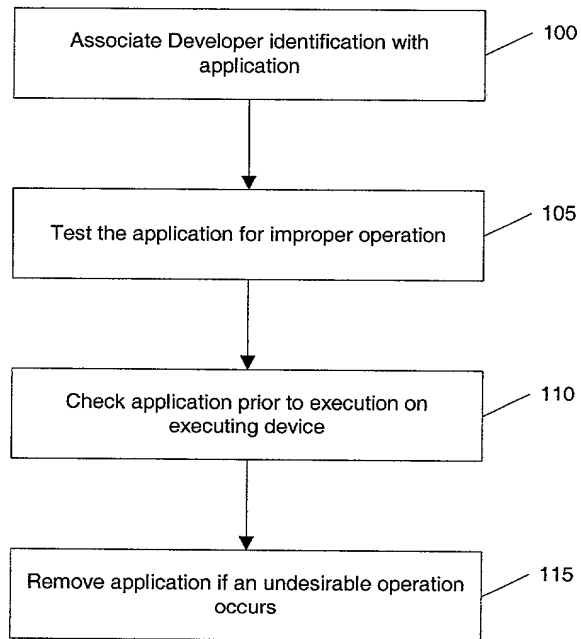 Associate Developer identification with
application
100
Test the application for improper operation
105
Check application prior to execution on
executing device
110
Remove application if an undesirable operation
occurs
115